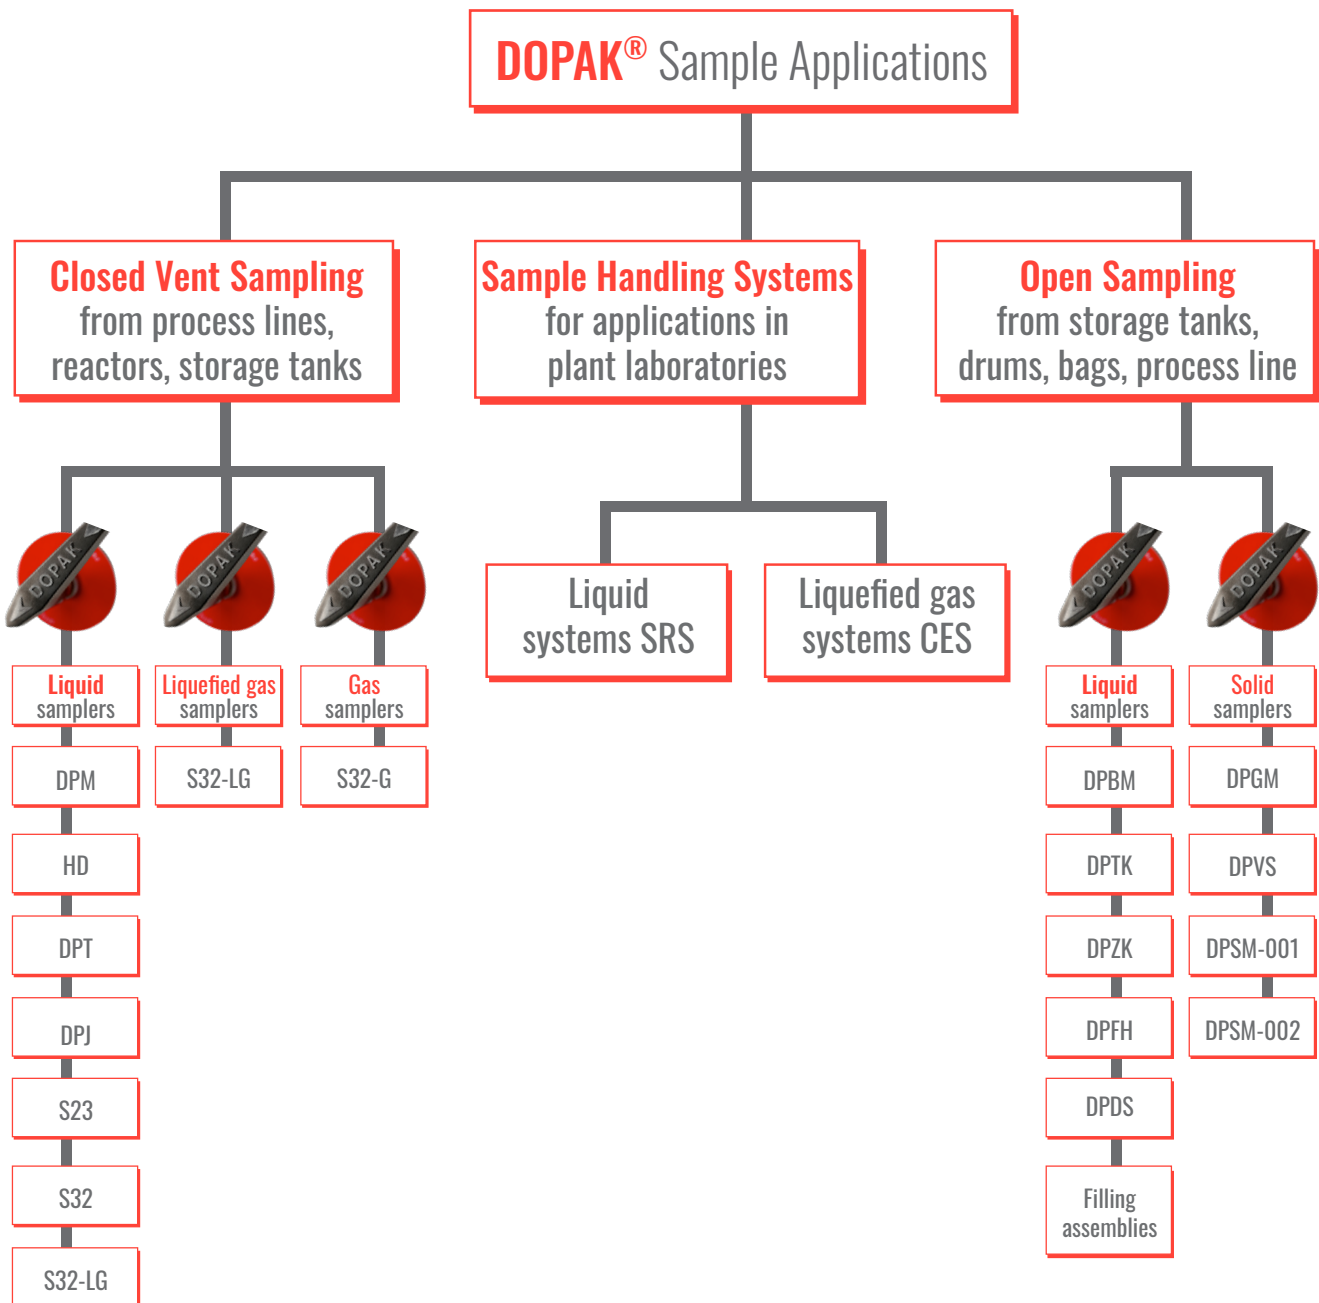 DOPAK® Sample Applications
Closed Vent Sampling
from process lines,
reactors, storage tanks
Sample Handling Systems
for applications in
plant laboratories
Open Sampling
from storage tanks,
drums, bags, process line
DOPAK
DOPAK
DOPAK
DOPAK
DOPAK
Liquid
systems SRS
Liquefied gas
systems CES
Liquid
samplers
Liquefied gas
samplers
Gas
samplers
Liquid
samplers
Solid
samplers
DPM
S32-LG
S32-G
DPBM
DPGM
HD
DPTK
DPVS
DPT
DPZK
DPSM-001
DPJ
DPFH
DPSM-002
S23
DPDS
S32
Filling
assemblies
S32-LG